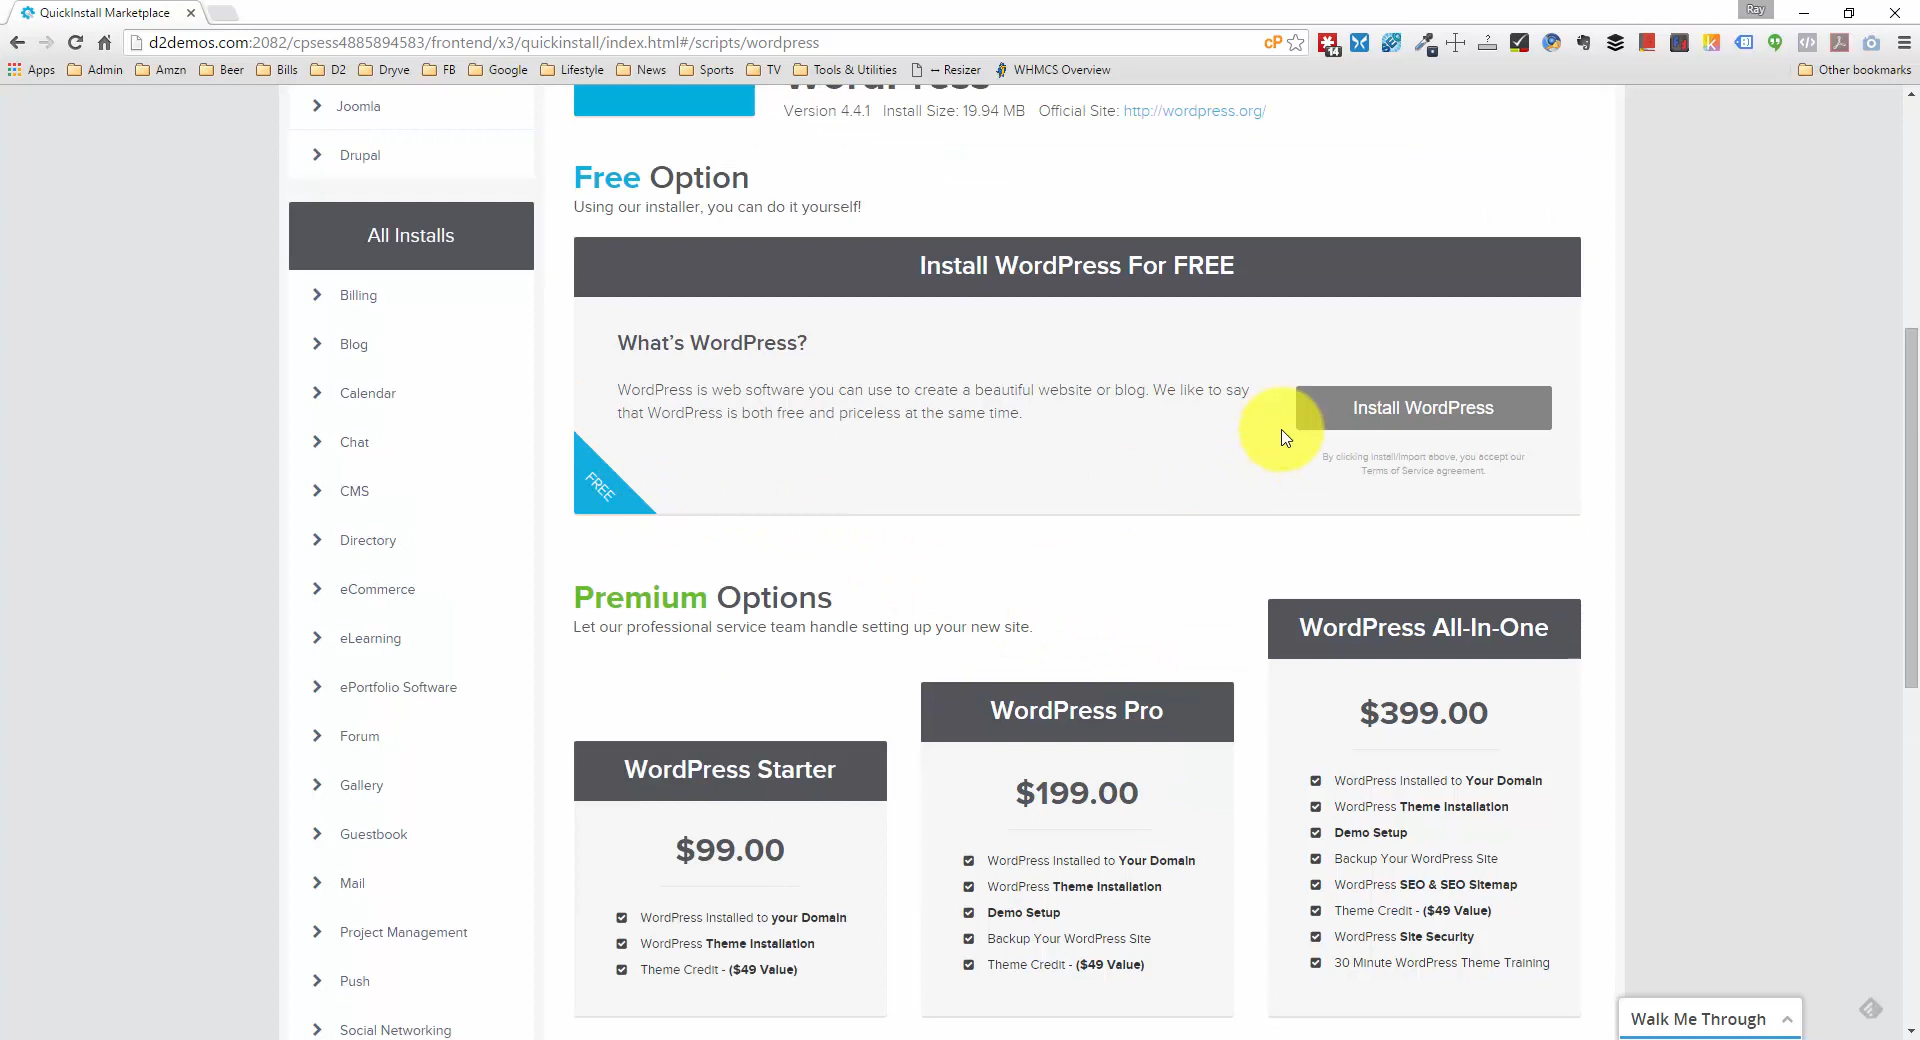 QuickInstall Marketplace
Ray
d2demos.com:2082/cpsess4885894583/frontend/x3/quickinstall/index.html#/scripts/wordpress
cP
14
Apps
Admin
Amzn
Beer
Bills
D2
Dryve
FB
Google
Lifestyle
News
Sports
TV
Tools & Utilities
↔ Resizer
WHMCS Overview
Other bookmarks
Joomla
Drupal
All Installs
Billing
Blog
Calendar
Chat
CMS
Directory
eCommerce
eLearning
ePortfolio Software
Forum
Gallery
Guestbook
Mail
Project Management
Push
Social Networking
WordPress
Version 4.4.1 Install Size: 19.94 MB Official Site: http://wordpress.org/
Free Option
Using our installer, you can do it yourself!
Install WordPress For FREE
What's WordPress?
WordPress is web software you can use to create a beautiful website or blog. We like to say
that WordPress is both free and priceless at the same time.
FREE
Install WordPress
By clicking Install/Import above, you accept our
Terms of Service agreement.
Premium Options
Let our professional service team handle setting up your new site.
WordPress Starter
$99.00
WordPress Installed to your Domain
WordPress Theme Installation
Theme Credit - ($49 Value)
WordPress Pro
$199.00
WordPress Installed to Your Domain
WordPress Theme Installation
Demo Setup
Backup Your WordPress Site
Theme Credit - ($49 Value)
WordPress All-In-One
$399.00
WordPress Installed to Your Domain
WordPress Theme Installation
Demo Setup
Backup Your WordPress Site
WordPress SEO & SEO Sitemap
Theme Credit - ($49 Value)
WordPress Site Security
30 Minute WordPress Theme Training
Walk Me Through